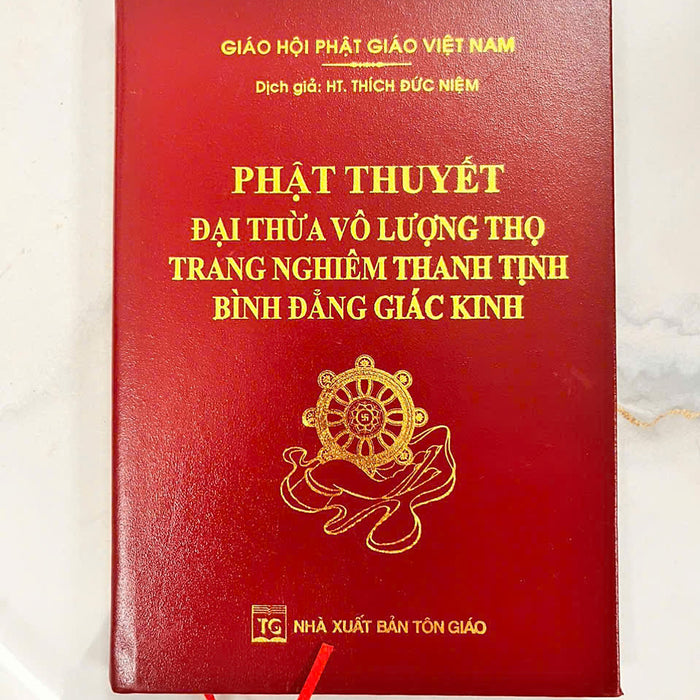 GIÁO HỘI PHẬT GIÁO VIỆT NAM
Dịch giả: HT. THÍCH ĐỨC NIỆM
PHẬT THUYẾT
ĐẠI THỪA VÔ LƯỢNG THỌ
TRANG NGHIÊM THANH TỊNH
BÌNH ĐẲNG GIÁC KINH
TG NHÀ XUẤT BẢN TÔN GIÁO